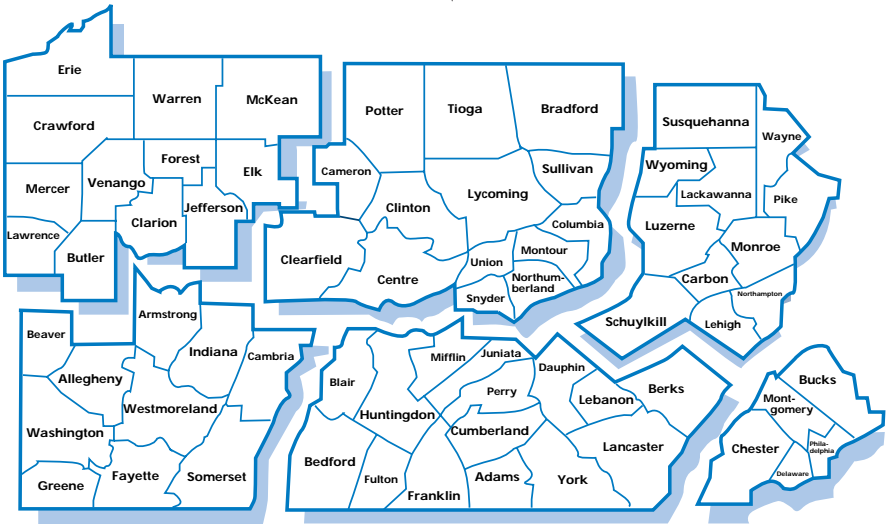 Erie
Warren
McKean
Crawford
Forest
Elk
Venango
Mercer
Jefferson
Clarion
Lawrence
Butler
Potter
Tioga
Bradford
Cameron
Sullivan
Lycoming
Clinton
Columbia
Montour
Clearfield
Union
Centre
Northum-
berland
Snyder
Susquehanna
Wayne
Wyoming
Lackawanna
Pike
Luzerne
Monroe
Carbon
Northampton
Schuylkill
Lehigh
Armstrong
Beaver
Indiana
Cambria
Allegheny
Westmoreland
Washington
Fayette
Somerset
Greene
Mifflin
Juniata
Dauphin
Blair
Perry
Berks
Lebanon
Huntingdon
Cumberland
Lancaster
Bedford
Fulton
Adams
York
Franklin
Bucks
Mont-
gomery
Chester
Phila-
delphia
Delaware